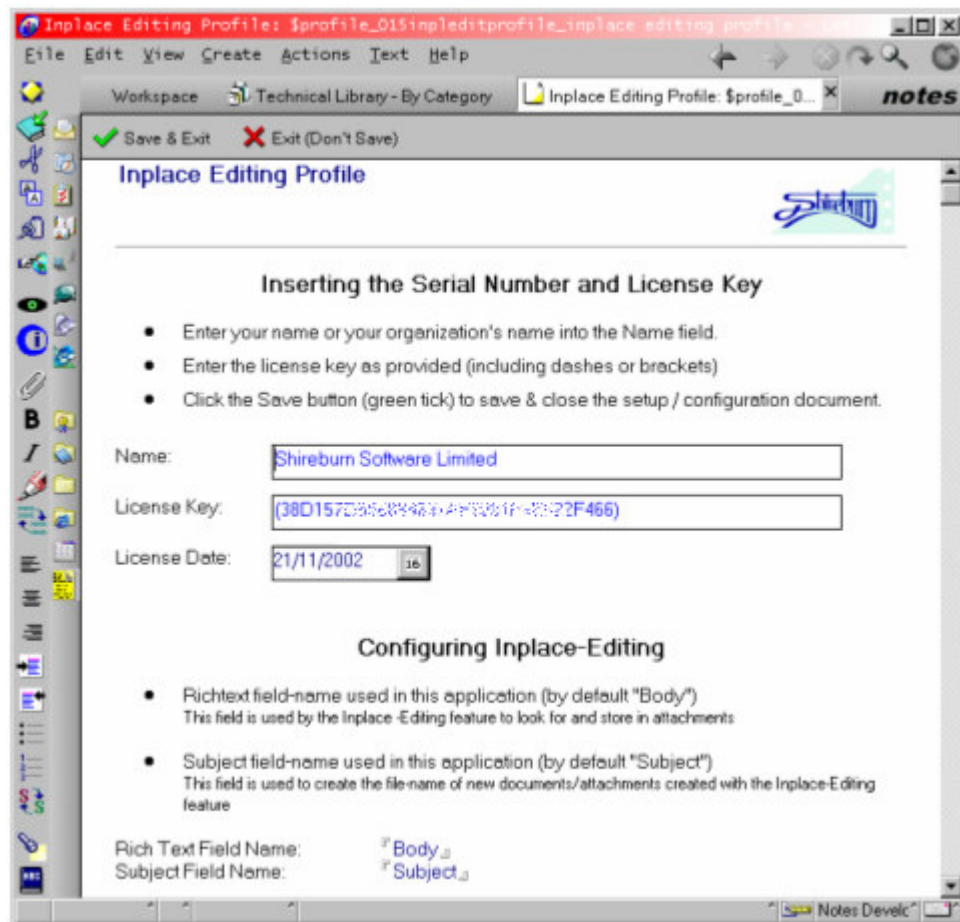 Inplace Editing Profile: $profile_015inpleditprofile_inplace editing profile -
File Edit View Create Actions Text Help
Workspace Technical Library - By Category Inplace Editing Profile: $profile_0... notes
Save & Exit Exit (Don't Save)
Inplace Editing Profile
Shireburn
Inserting the Serial Number and License Key
Enter your name or your organization's name into the Name field.
Enter the license key as provided (including dashes or brackets)
Click the Save button (green tick) to save & close the setup / configuration document.
Name: Shireburn Software Limited
License Key:
License Date: 21/11/2002 16
Configuring Inplace-Editing
Richtext field-name used in this application (by default "Body")
This field is used by the Inplace -Editing feature to look for and store in attachments
Subject field-name used in this application (by default "Subject")
This field is used to create the file-name of new documents/attachments created with the Inplace-Editing
feature
Rich Text Field Name: Body
Subject Field Name: Subject
Notes Develc